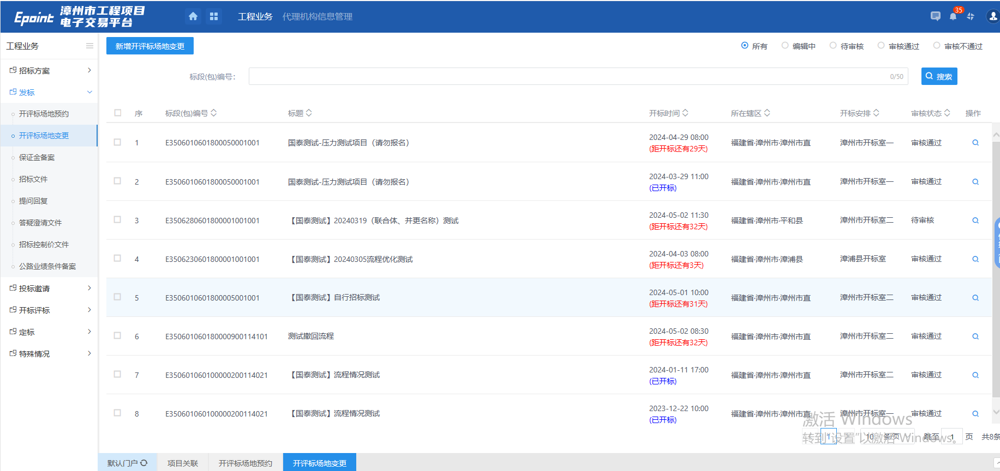 Epoint 漳州市工程项目
电子交易平台
工程业务 代理机构信息管理
35
工程业务
新增开评标场地变更
所有 编辑中 待审核 审核通过 审核不通过
招标方案
发标
开评标场地预约
开评标场地变更
保证金备案
招标文件
提问回复
答疑澄清文件
招标控制价文件
公路业绩条件备案
投标邀请
开标评标
定标
特殊情况
标段(包)编号： 0/50 搜索
序 标段(包)编号 标题 开标时间 所在辖区 开标安排 审核状态 操作
1 E3506010601800050001001 国泰测试-压力测试项目（请勿报名） 2024-04-29 08:00 福建省·漳州市·漳州市直 漳州市开标室一 审核通过
(距开标还有29天)
2 E3506010601800050001001 国泰测试-压力测试项目（请勿报名） 2024-03-29 11:00 福建省·漳州市·漳州市直 漳州市开标室一 审核通过
(已开标)
3 E3506280601800001001001 【国泰测试】20240319（联合体、并更名称）测试 2024-05-02 11:30 福建省·漳州市·平和县 漳州市开标室二 待审核
(距开标还有32天)
4 E3506230601800001001001 【国泰测试】20240305流程优化测试 2024-04-03 08:00 福建省·漳州市·漳浦县 漳浦县开标室 审核通过
(距开标还有3天)
5 E3506010601800005001001 【国泰测试】自行招标测试 2024-05-01 10:00 福建省·漳州市·漳州市直 漳州市开标室二 审核通过
(距开标还有31天)
6 E350601060180000900114101 测试撤回流程 2024-05-02 08:30 福建省·漳州市·漳州市直 漳州市开标室二 审核通过
(距开标还有32天)
7 E350601060100000200114021 【国泰测试】流程情况测试 2024-01-11 17:00 福建省·漳州市·漳州市直 漳州市开标室二 审核通过
(已开标)
8 E350601060100000200114021 【国泰测试】流程情况测试 2023-12-22 10:00 福建省·漳州市·漳州市直 漳州市开标室一 审核通过
(已开标)
激活 Windows
转到"设置"以激活 Windows。
1 10 条/页 跳至 1 页 共8条
默认门户 项目关联 开评标场地预约 开评标场地变更